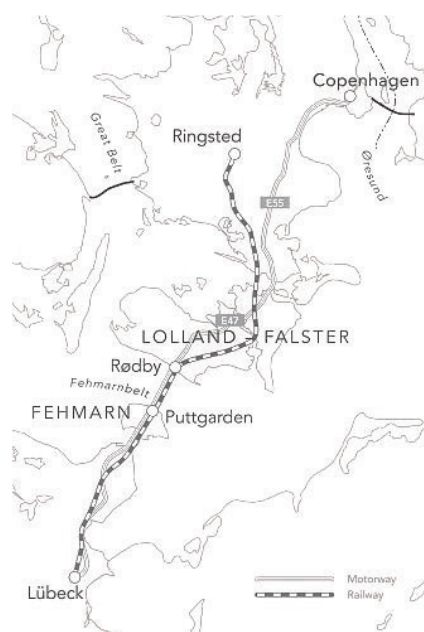 Copenhagen
Great Belt
Ringsted
Øresund
E55
E47
LOLLAND
FALSTER
Rødby
Fehmarnbelt
FEHMARN
Puttgarden
Lübeck
Motorway
Railway